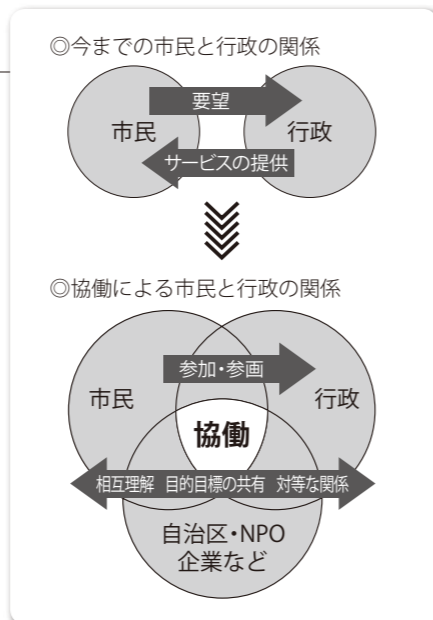 ◎今までの市民と行政の関係
要望
市民
行政
サービスの提供
◎協働による市民と行政の関係
参加・参画
市民
行政
協働
相互理解 目的目標の共有 対等な関係
自治区・NPO
企業など